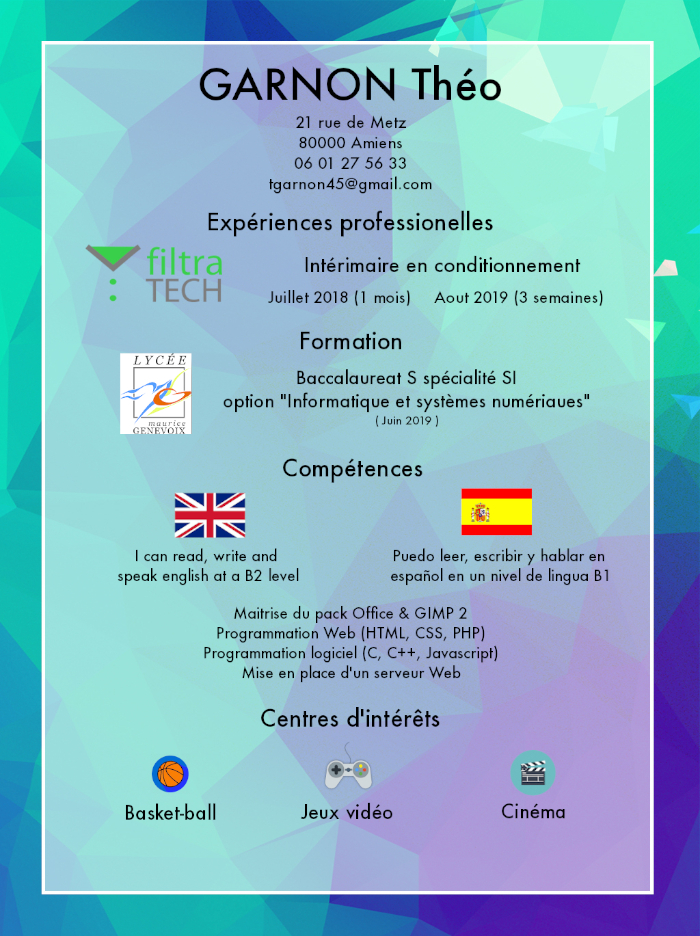 GARNON Théo
21 rue de Metz
80000 Amiens
06 01 27 56 33
tgarnon45@gmail.com
Expériences professionelles
filtra
TECH
Intérimaire en conditionnement
Juillet 2018 (1 mois) Aout 2019 (3 semaines)
Formation
LYCÉE
maurice
GENEVOIX
Baccalaureat S spécialité SI
option "Informatique et systèmes numériaues"
( Juin 2019 )
Compétences
I can read, write and
speak english at a B2 level
Puedo leer, escribir y hablar en
español en un nivel de lingua B1
Maitrise du pack Office & GIMP 2
Programmation Web (HTML, CSS, PHP)
Programmation logiciel (C, C++, Javascript)
Mise en place d'un serveur Web
Centres d'intérêts
Basket-ball
Jeux vidéo
Cinéma